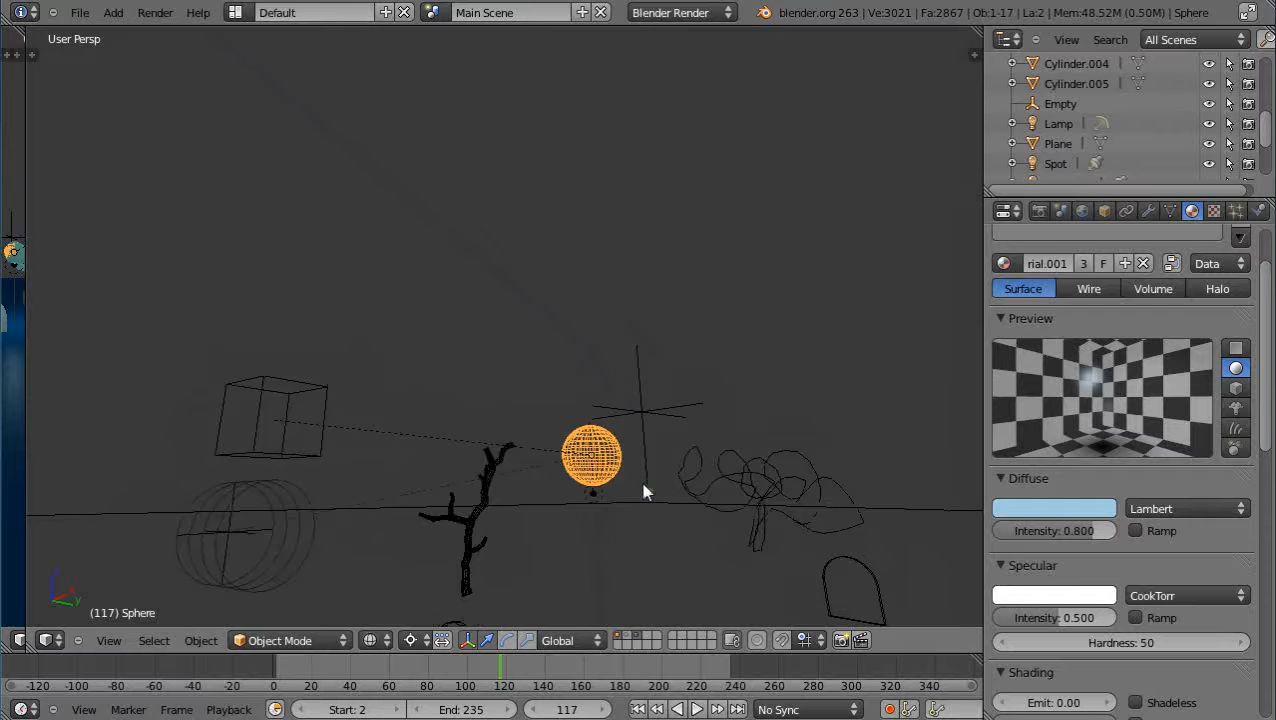 File Add Render Help Default Main Scene Blender Render blender.org 263 | Ve:3021 | Fa:2867 | Ob:1-17 | La:2 | Mem:48.52M (0.50M) | Sphere
User Persp
View Search All Scenes
Cylinder.004
Cylinder.005
Empty
Lamp
Plane
Spot
rial.001 3 F Data
Surface Wire Volume Halo
Preview
Diffuse
Lambert
Intensity: 0.800 Ramp
Specular
CookTorr
Intensity: 0.500 Ramp
Hardness: 50
Shading
Emit: 0.00 Shadeless
z x y
(117) Sphere
View Select Object Object Mode Global
-120 -100 -80 -60 -40 -20 0 20 40 60 80 100 120 140 160 180 200 220 240 260 280 300 320 340
View Marker Frame Playback Start: 2 End: 235 117 No Sync